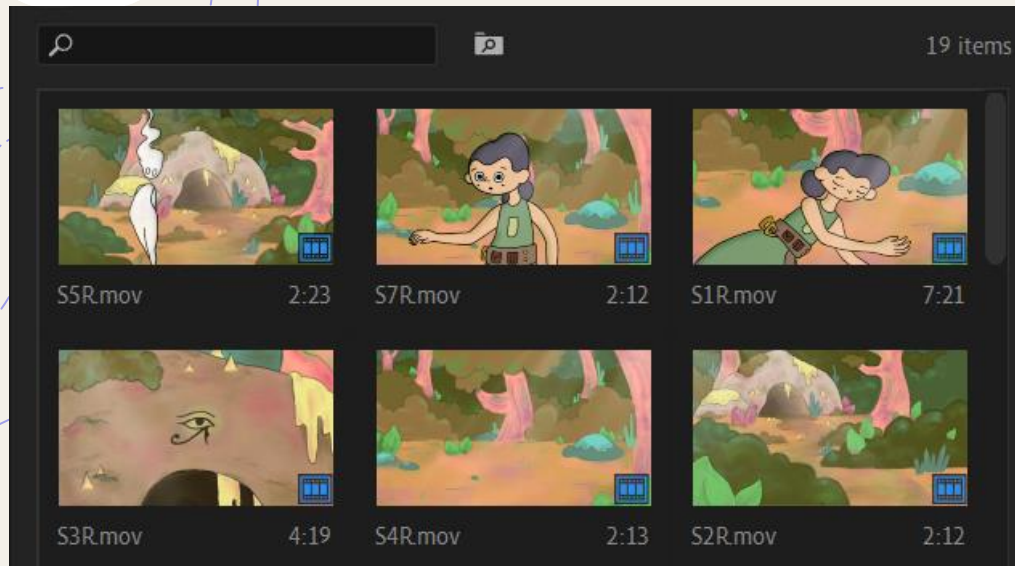 19 items
S5R.mov 2:23
S7R.mov 2:12
S1R.mov 7:21
S3R.mov 4:19
S4R.mov 2:13
S2R.mov 2:12